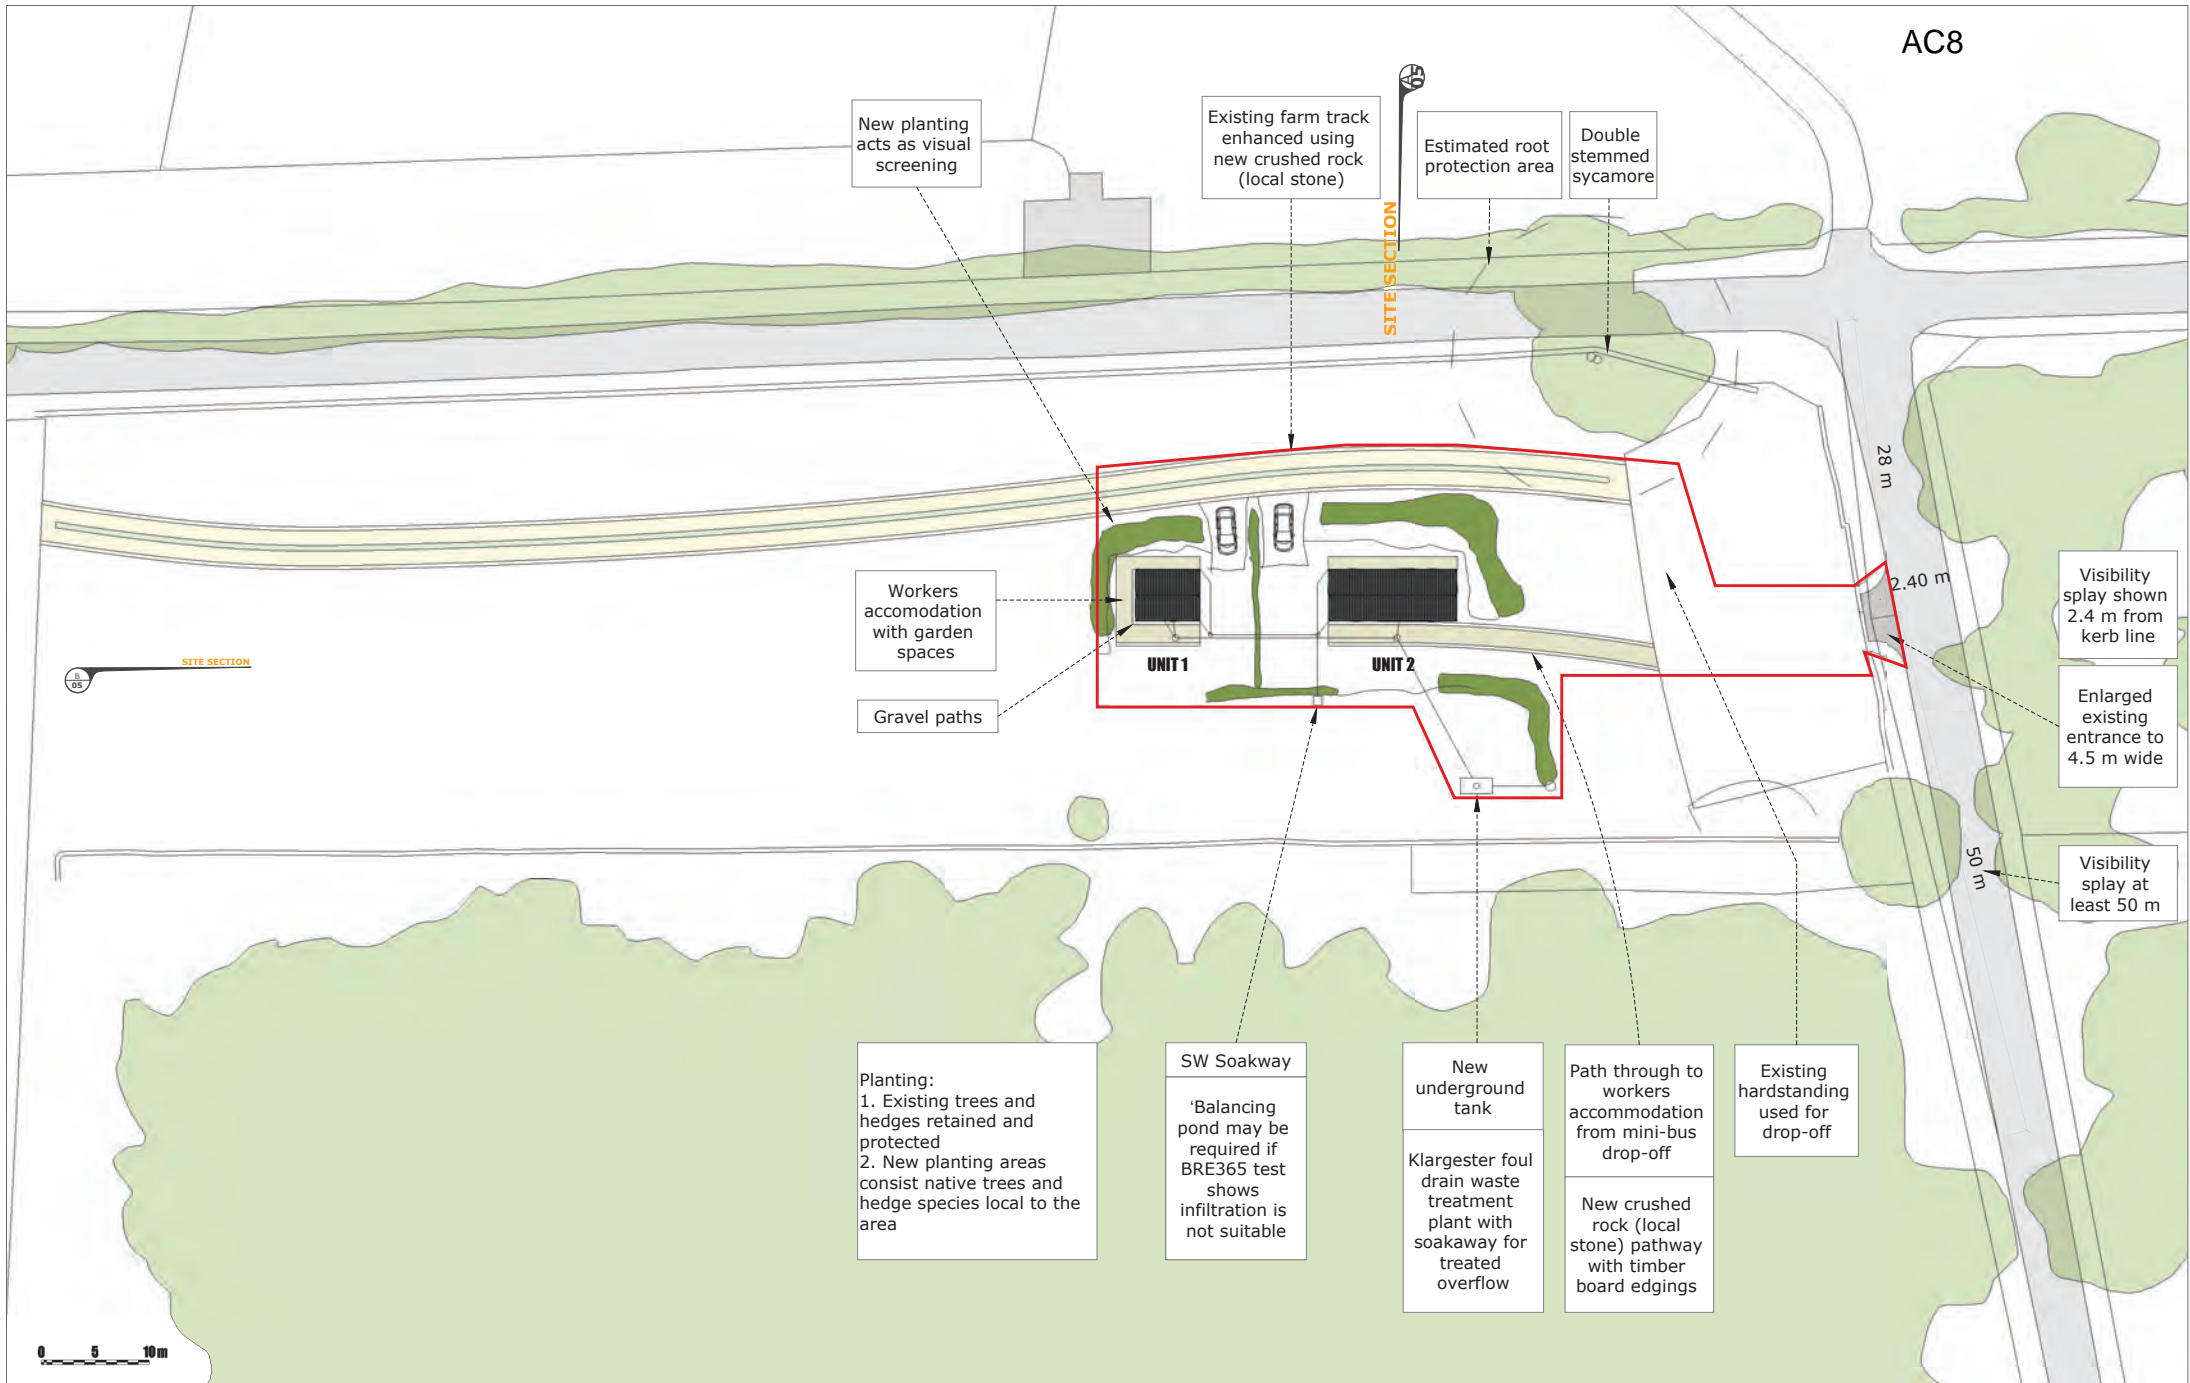 AC8
A
05
SITE SECTION
New planting
acts as visual
screening
Existing farm track
enhanced using
new crushed rock
(local stone)
Estimated root
protection area
Double
stemmed
sycamore
28 m
2.40 m
50 m
Visibility
splay shown
2.4 m from
kerb line
Enlarged
existing
entrance to
4.5 m wide
Visibility
splay at
least 50 m
Workers
accomodation
with garden
spaces
Gravel paths
UNIT 1
UNIT 2
SITE SECTION
B
05
Planting:
1. Existing trees and
hedges retained and
protected
2. New planting areas
consist native trees and
hedge species local to the
area
SW Soakway
‘Balancing
pond may be
required if
BRE365 test
shows
infiltration is
not suitable
New
underground
tank
Klargester foul
drain waste
treatment
plant with
soakaway for
treated
overflow
Path through to
workers
accommodation
from mini-bus
drop-off
New crushed
rock (local
stone) pathway
with timber
board edgings
Existing
hardstanding
used for
drop-off
0 5 10m